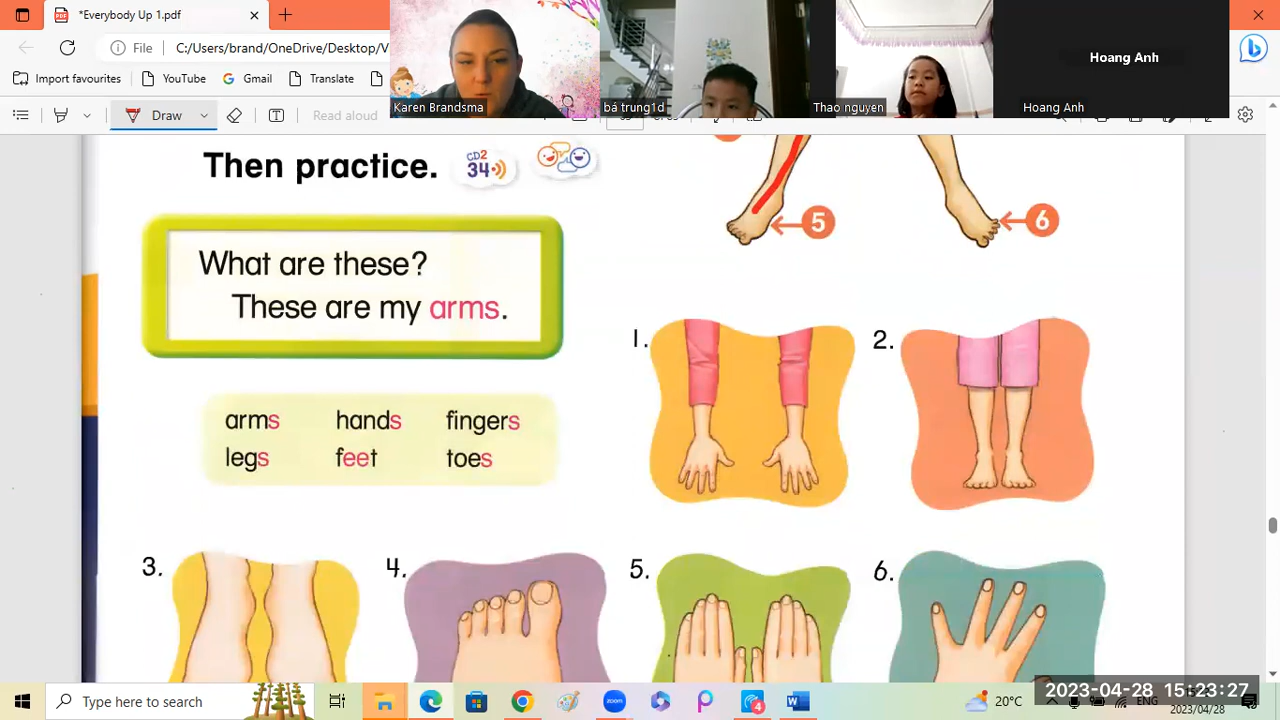 *Everybody Up 1.pdf
File
C:/Users/brand/OneDrive/Desktop/V
Import favourites
YouTube
Gmail
Translate
Karen Brandsma
bá trung1d
Thao nguyen
Hoang Anh
Hoang Anh
Draw
Read aloud
Then practice.
CD2
34
5
6
What are these?
These are my arms.
arms hands fingers
legs feet toes
1.
2.
3.
4.
5.
6.
Type here to search
4
20°C
ENG
2023-04-28 15:23:27
2023/04/28